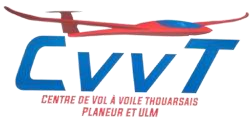 CVVT
CENTRE DE VOL À VOILE THOUARSAIS
PLANEUR ET ULM